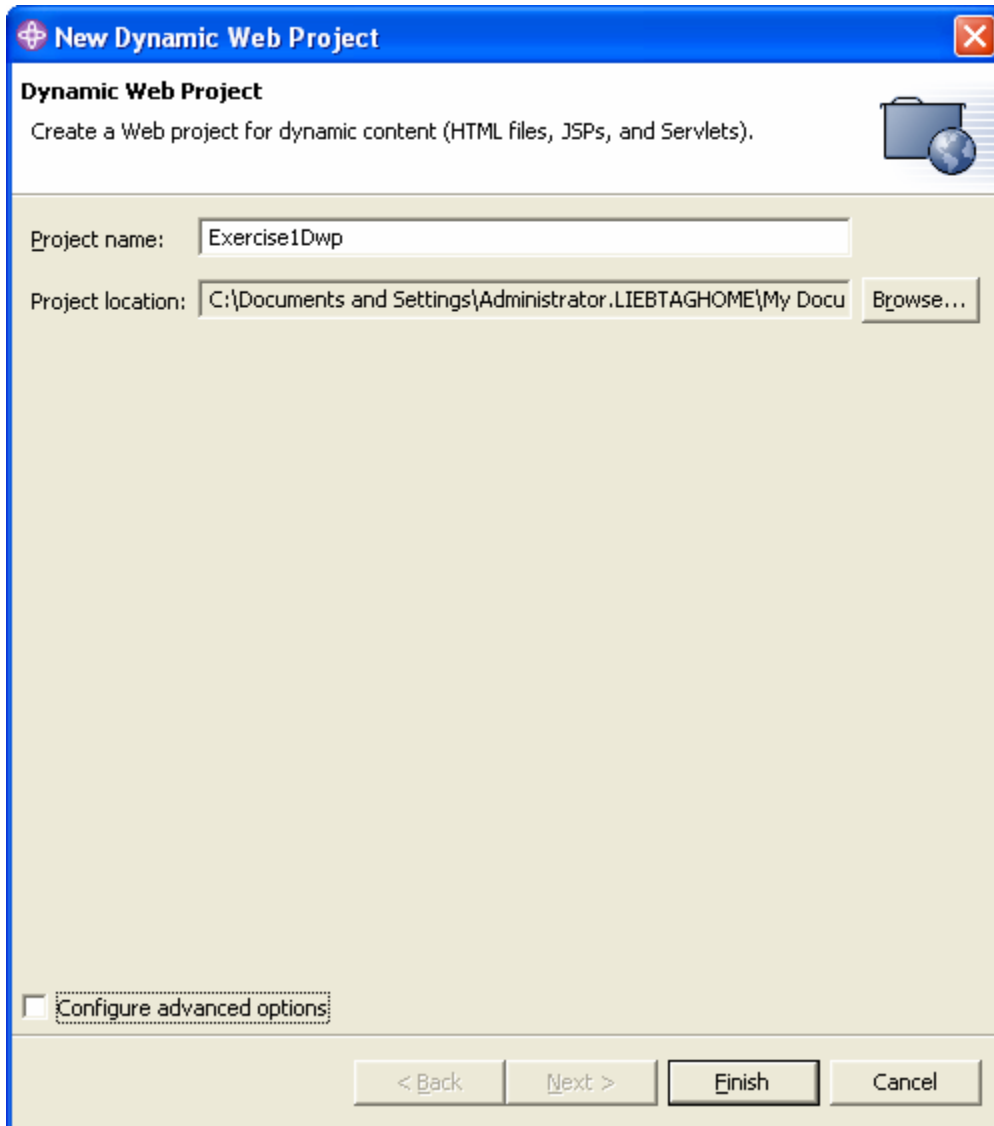 New Dynamic Web Project
Dynamic Web Project
Create a Web project for dynamic content (HTML files, JSPs, and Servlets).
Project name: Exercise1Dwp
Project location: C:\Documents and Settings\Administrator.LIEBTAGHOME\My Docu Browse...
Configure advanced options
< Back Next > Finish Cancel